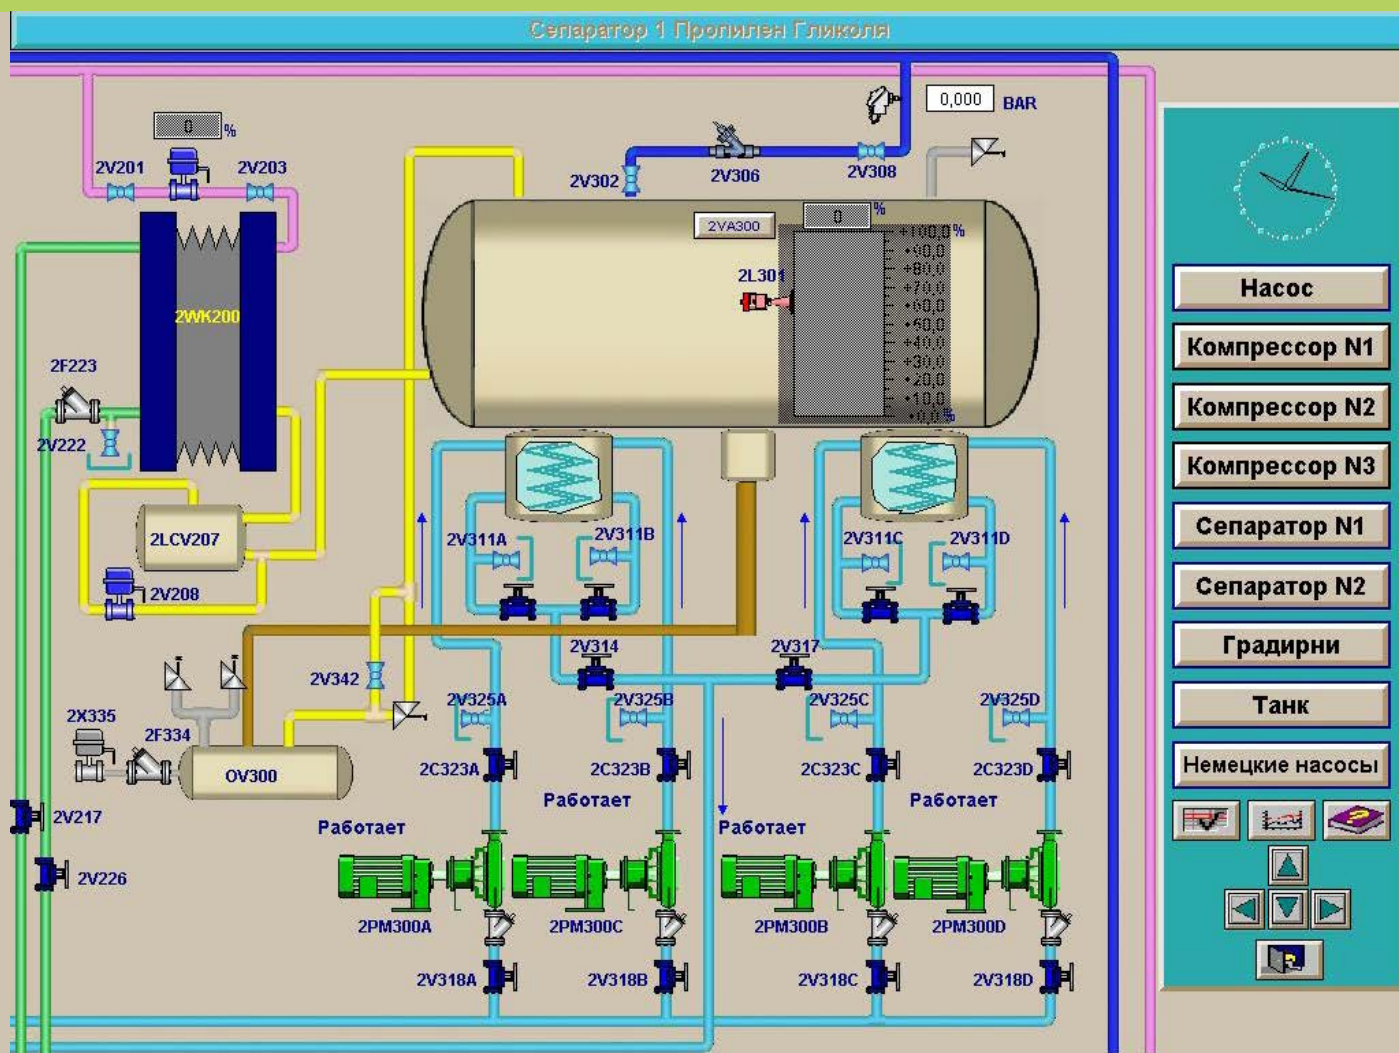 Сепаратор 1 Пропилен Гликоля
0,000 BAR
0 %
2V201
2V203
2V302
2V306
2V308
2VA300
0 %
+100,0 %
+90,0
+80,0
+70,0
+60,0
+50,0
+40,0
+30,0
+20,0
+10,0
+0,0 %
2L301
2WK200
2F223
2V222
2LCV207
2V208
2V311A
2V311B
2V311C
2V311D
2V314
2V317
2V342
2V325A
2V325B
2V325C
2V325D
2X335
2F334
OV300
2C323A
2C323B
2C323C
2C323D
Работает
Работает
Работает
Работает
2V217
2V226
2PM300A
2PM300C
2PM300B
2PM300D
2V318A
2V318B
2V318C
2V318D
Насос
Компрессор N1
Компрессор N2
Компрессор N3
Сепаратор N1
Сепаратор N2
Градирни
Танк
Немецкие насосы
?